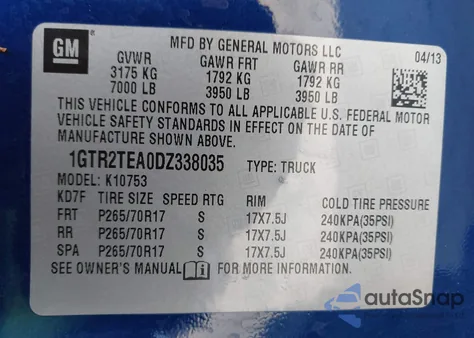 GM
MFD BY GENERAL MOTORS LLC
04/13
GVWR GAWR FRT GAWR RR
3175 KG 1792 KG 1792 KG
7000 LB 3950 LB 3950 LB
THIS VEHICLE CONFORMS TO ALL APPLICABLE U.S. FEDERAL MOTOR
VEHICLE SAFETY STANDARDS IN EFFECT ON THE DATE OF
MANUFACTURE SHOWN ABOVE.
1GTR2TEA0DZ338035 TYPE: TRUCK
MODEL: K10753
KD7F TIRE SIZE SPEED RTG RIM COLD TIRE PRESSURE
FRT P265/70R17 S 17X7.5J 240KPA(35PSI)
RR P265/70R17 S 17X7.5J 240KPA(35PSI)
SPA P265/70R17 S 17X7.5J 240KPA(35PSI)
SEE OWNER'S MANUAL i FOR MORE INFORMATION.
autoSnap